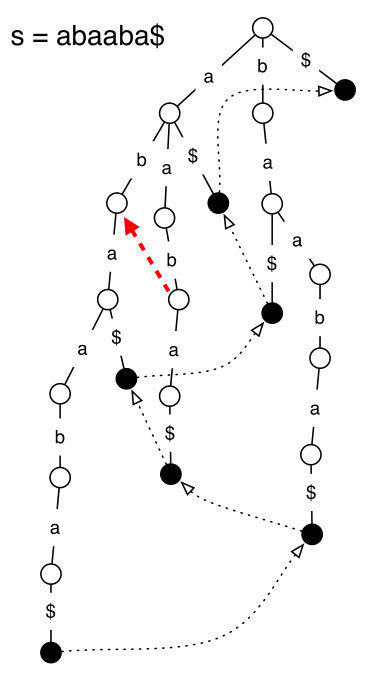 s = abaaba$
a b $
b a $ a
a b $ a
a $ a b
b $ a
a $
$